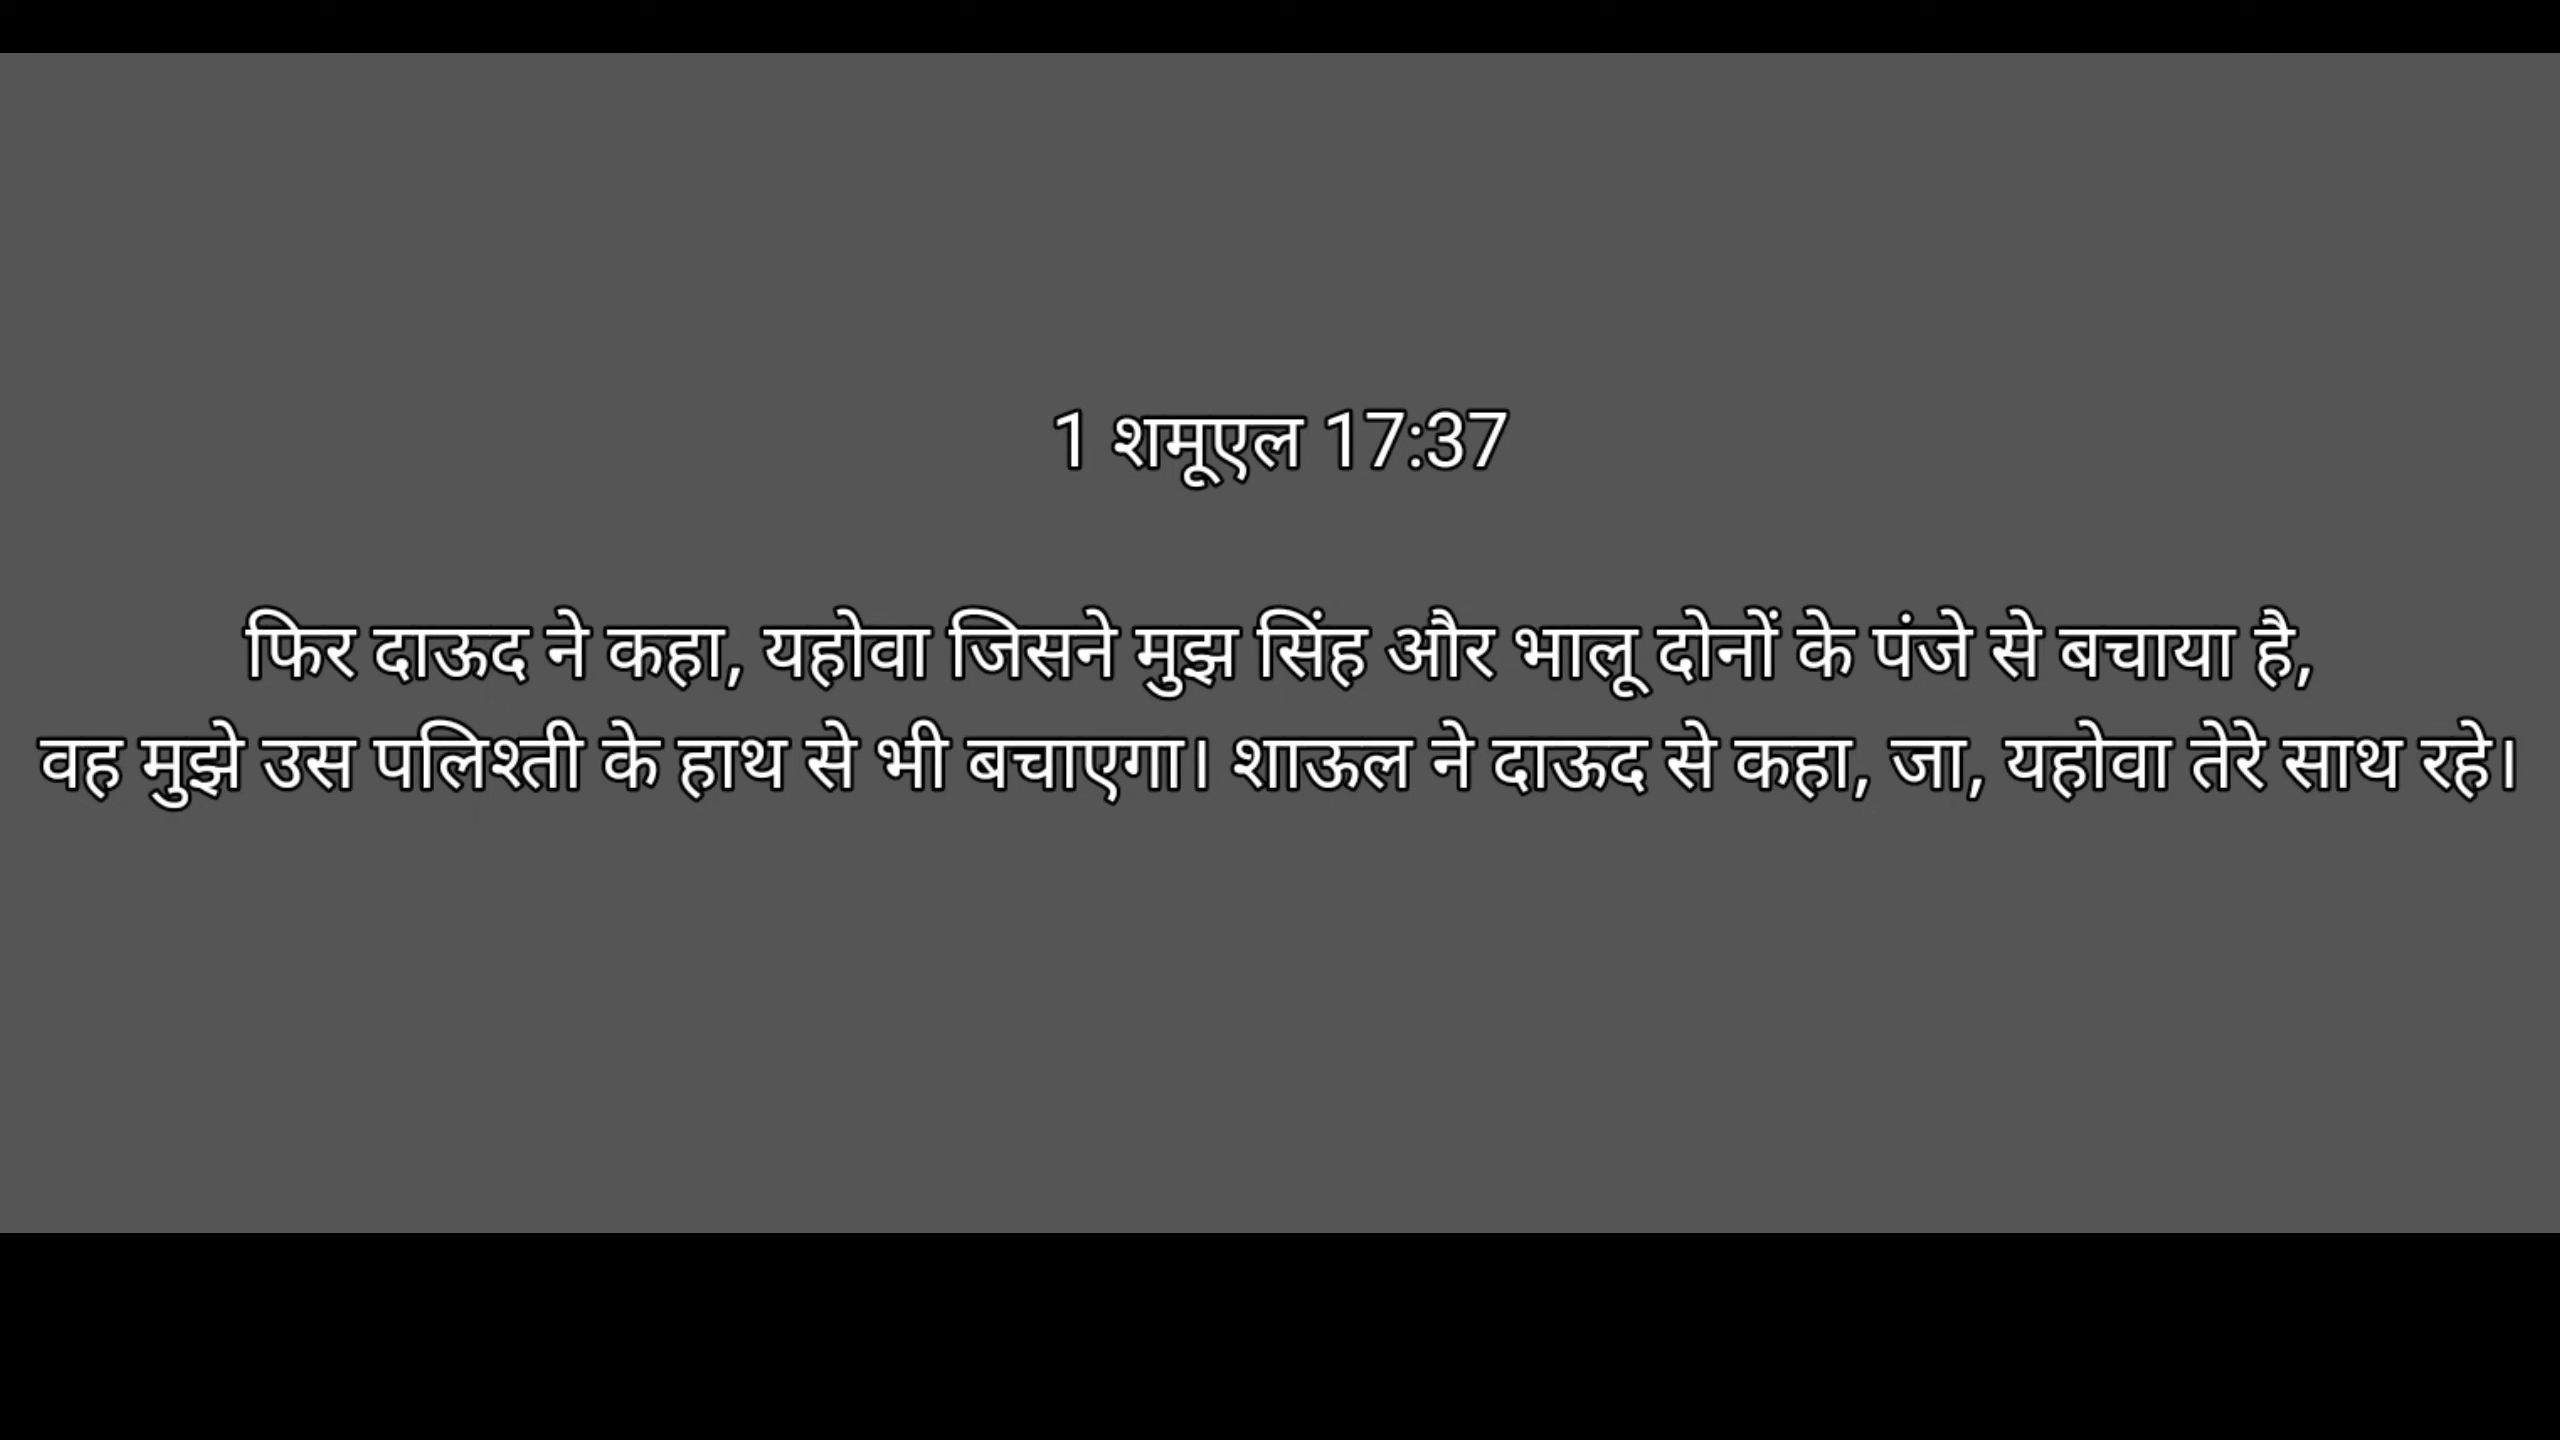 1 शमूएल 17:37
फिर दाऊद ने कहा, यहोवा जिसने मुझ सिंह और भालू दोनों के पंजे से बचाया है,
वह मुझे उस पलिश्ती के हाथ से भी बचाएगा। शाऊल ने दाऊद से कहा, जा, यहोवा तेरे साथ रहे।